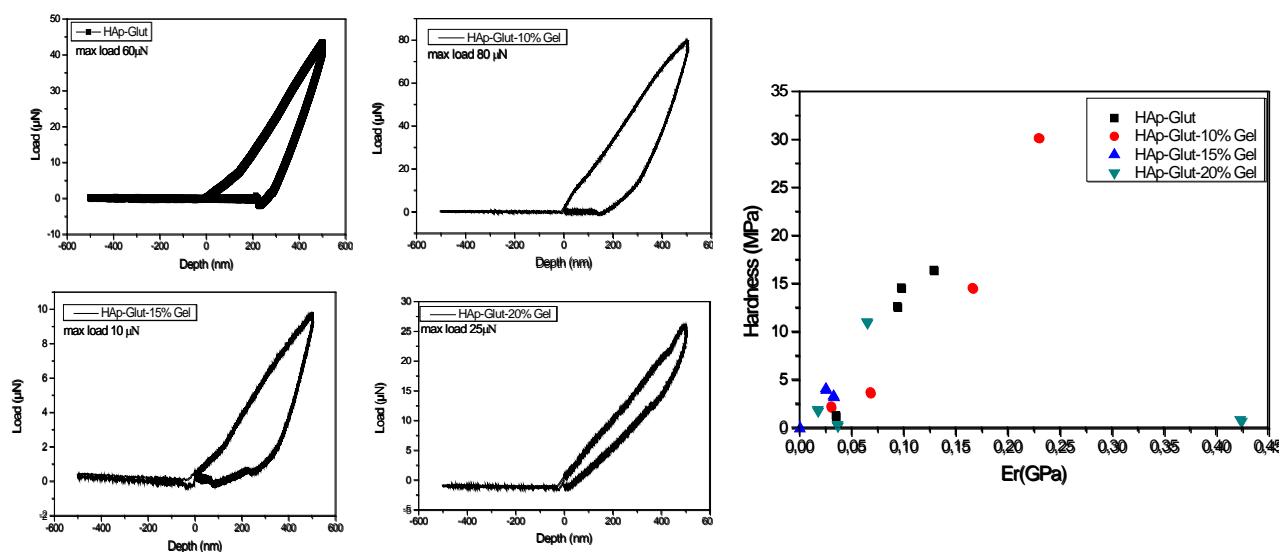 HAp-Glut
max load 60µN
50
40
30
20
10
0
-10
Load (µN)
-600 -400 -200 0 200 400 600
Depth (nm)
HAp-Glut-10% Gel
max load 80 µN
80
60
40
20
0
Load (µN)
-600 -400 -200 0 200 400 60
Depth (nm)
HAp-Glut-15% Gel
max load 10 µN
10
8
6
4
2
0
Load (µN)
-600 -400 -200 0 200 400 600
Depth (nm)
HAp-Glut-20% Gel
max load 25µN
30
25
20
15
10
5
0
Load (µN)
-600 -400 -200 0 200 400 60
Depth (nm)
HAp-Glut
HAp-Glut-10% Gel
HAp-Glut-15% Gel
HAp-Glut-20% Gel
35
30
25
20
15
10
5
0
Hardness (MPa)
0,00 0,05 0,10 0,15 0,20 0,25 0,30 0,35 0,40 0,45
Er(GPa)